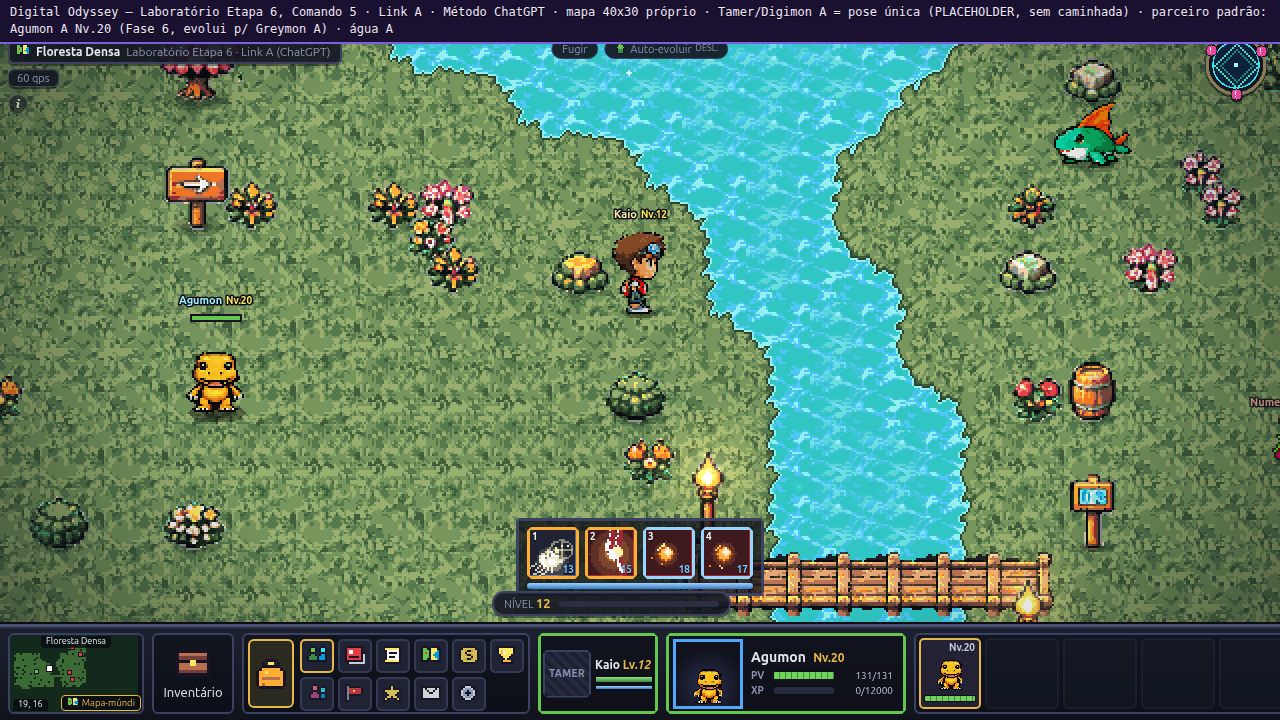 Digital Odyssey — Laboratório Etapa 6, Comando 5 · Link A · Método ChatGPT · mapa 40x30 próprio · Tamer/Digimon A = pose única (PLACEHOLDER, sem caminhada) · parceiro padrão:
Agumon A Nv.20 (Fase 6, evolui p/ Greymon A) · água A
Floresta Densa Laboratório Etapa 6 · Link A (ChatGPT)
Fugir
Auto-evoluir DESL.
60 qps
i
Kaio Nv.12
Agumon Nv.20
Nume
1 2 3 4
13 15 18 17
NÍVEL 12
Floresta Densa
19, 16
Mapa-múndi
Inventário
TAMER
Kaio Lv.12
Agumon Nv.20
PV 131/131
XP 0/12000
Nv.20